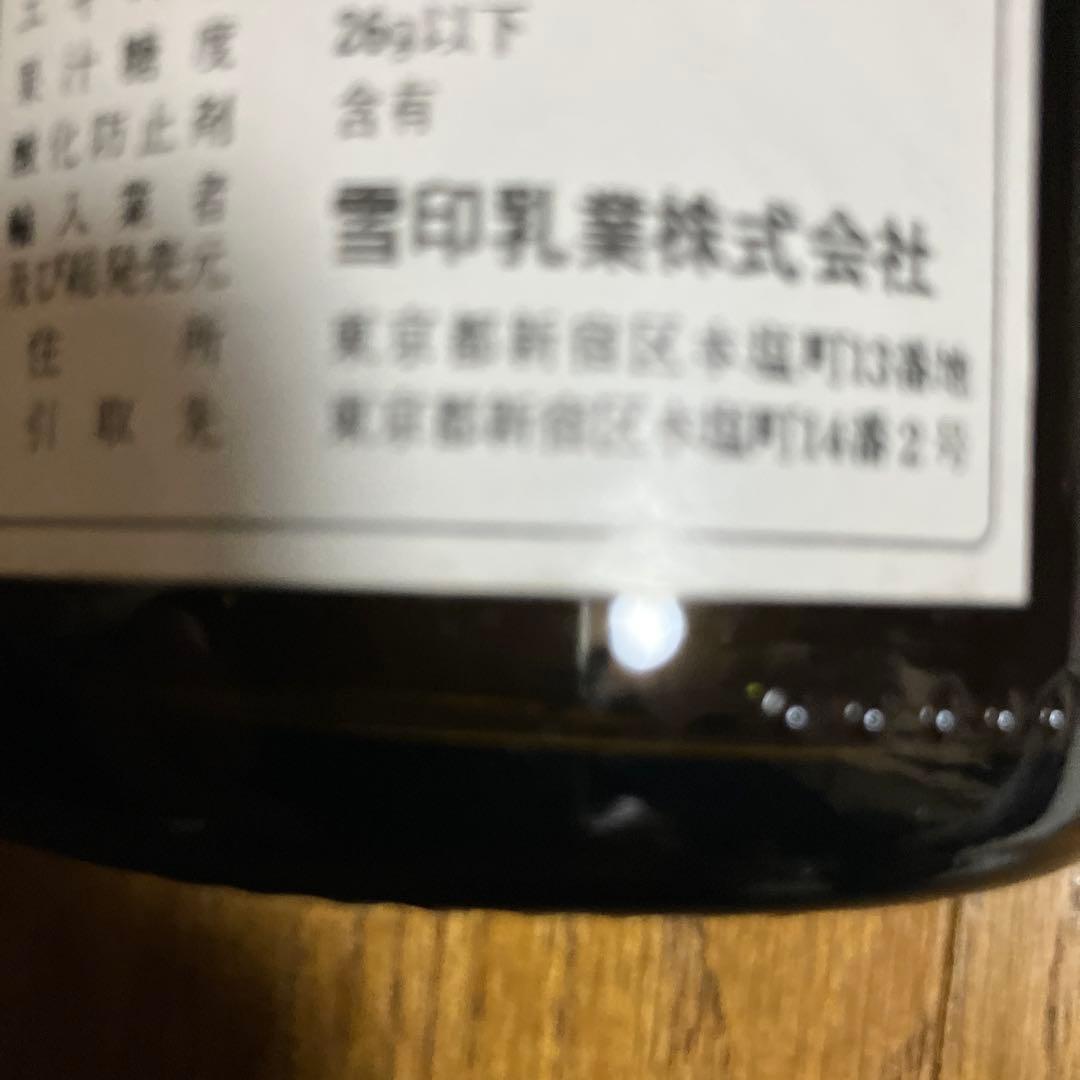 果汁糖度 26g以下
酸化防止剤 含有
輸入業者 雪印乳業株式会社
及び総発売元
住所 東京都新宿区本塩町13番地
引取先 東京都新宿区本塩町14番2号